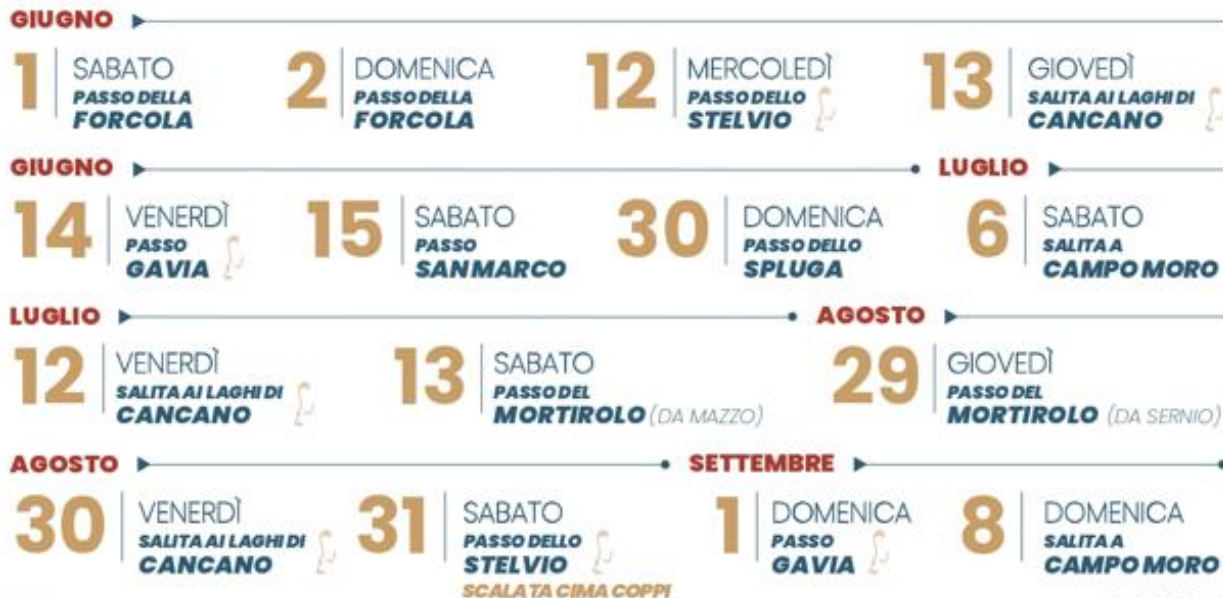 GIUGNO
1 SABATO PASSO DELLA FORCOLA
2 DOMENICA PASSO DELLA FORCOLA
12 MERCOLEDÌ PASSO DELLO STELVIO
13 GIOVEDÌ SALITA AI LAGHI DI CANCANO
GIUGNO
14 VENERDÌ PASSO GAVIA
15 SABATO PASSO SAN MARCO
30 DOMENICA PASSO DELLO SPLUGA
LUGLIO
6 SABATO SALITA A CAMPO MORO
LUGLIO
12 VENERDÌ SALITA AI LAGHI DI CANCANO
13 SABATO PASSO DEL MORTIROLO (DA MAZZO)
AGOSTO
29 GIOVEDÌ PASSO DEL MORTIROLO (DA SERNIO)
AGOSTO
30 VENERDÌ SALITA AI LAGHI DI CANCANO
31 SABATO PASSO DELLO STELVIO SCALATA CIMA COPPI
SETTEMBRE
1 DOMENICA PASSO GAVIA
8 DOMENICA SALITA A CAMPO MORO